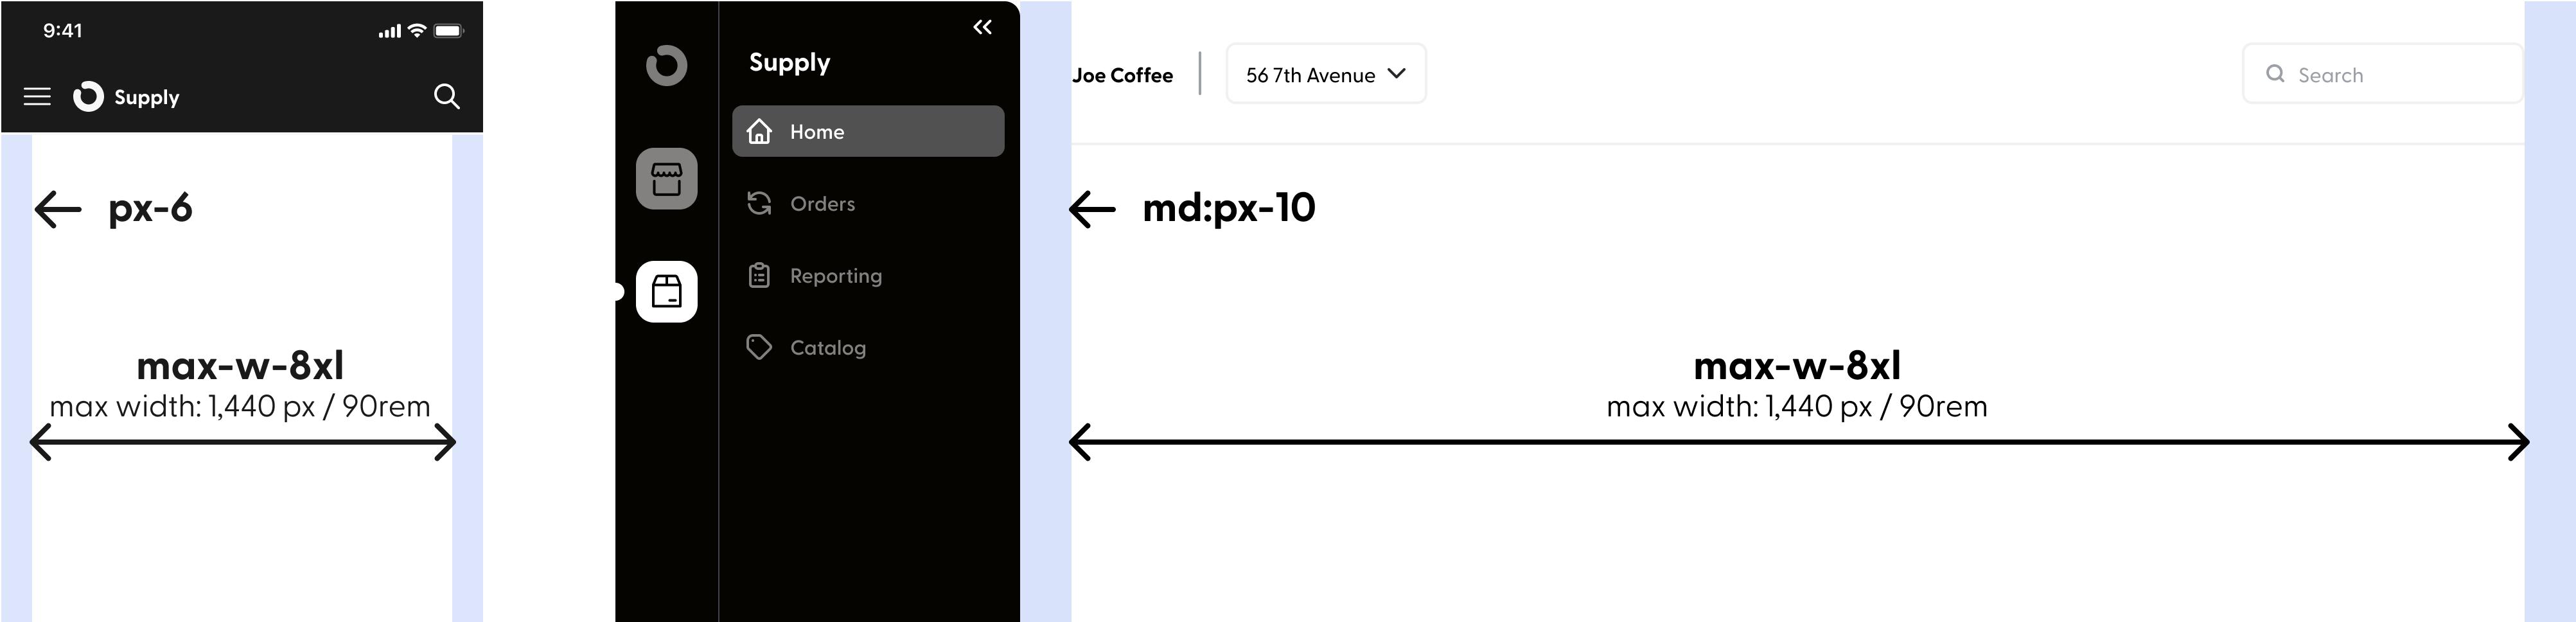 9:41
Supply
px-6
max-w-8xl
max width: 1,440 px / 90rem
Supply
Home
Orders
Reporting
Catalog
Joe Coffee
56 7th Avenue
Search
md:px-10
max-w-8xl
max width: 1,440 px / 90rem